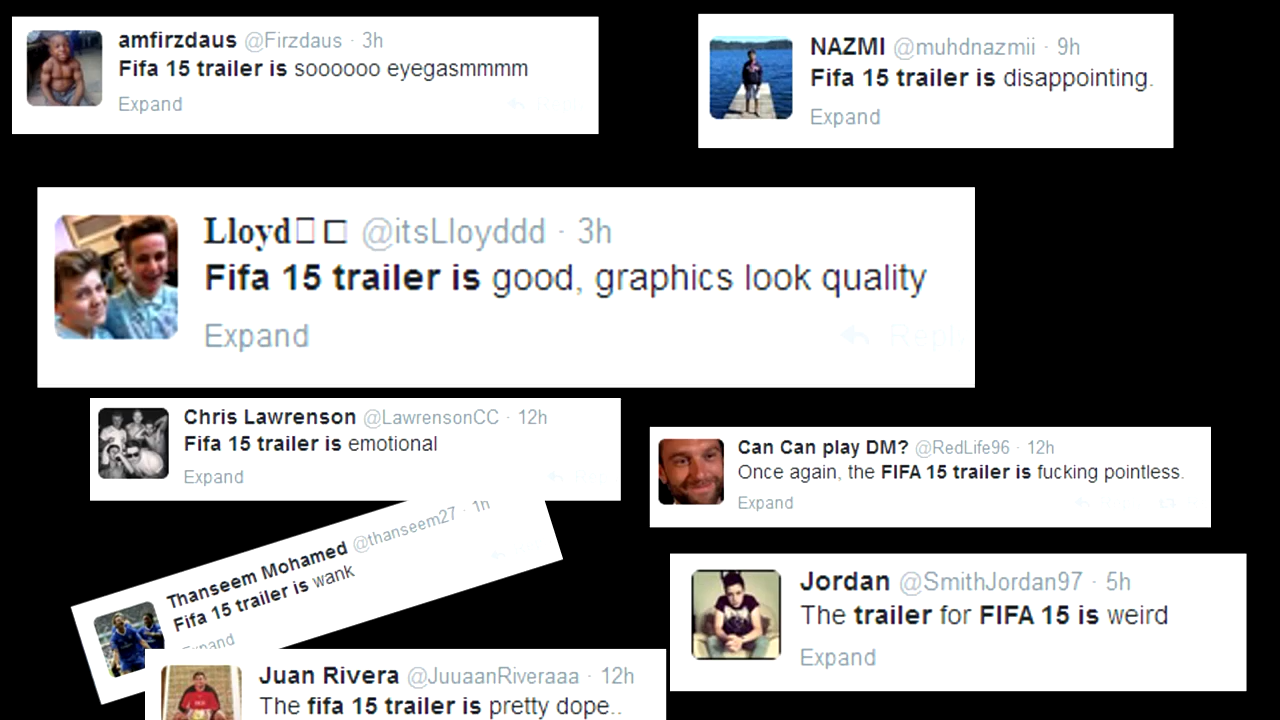 amfirzdaus @Firzdaus · 3h
Fifa 15 trailer is soooooo eyegasmmmm
Expand
NAZMI @muhdnazmii · 9h
Fifa 15 trailer is disappointing.
Expand
Lloyd @itsLloyddd · 3h
Fifa 15 trailer is good, graphics look quality
Expand
Reply
Chris Lawrenson @LawrensonCC · 12h
Fifa 15 trailer is emotional
Expand
Can Can play DM? @RedLife96 · 12h
Once again, the FIFA 15 trailer is fucking pointless.
Expand
Thanseem Mohamed @thanseem27 · 1h
Fifa 15 trailer is wank
Expand
Jordan @SmithJordan97 · 5h
The trailer for FIFA 15 is weird
Expand
Juan Rivera @JuuaanRiveraaa · 12h
The fifa 15 trailer is pretty dope..